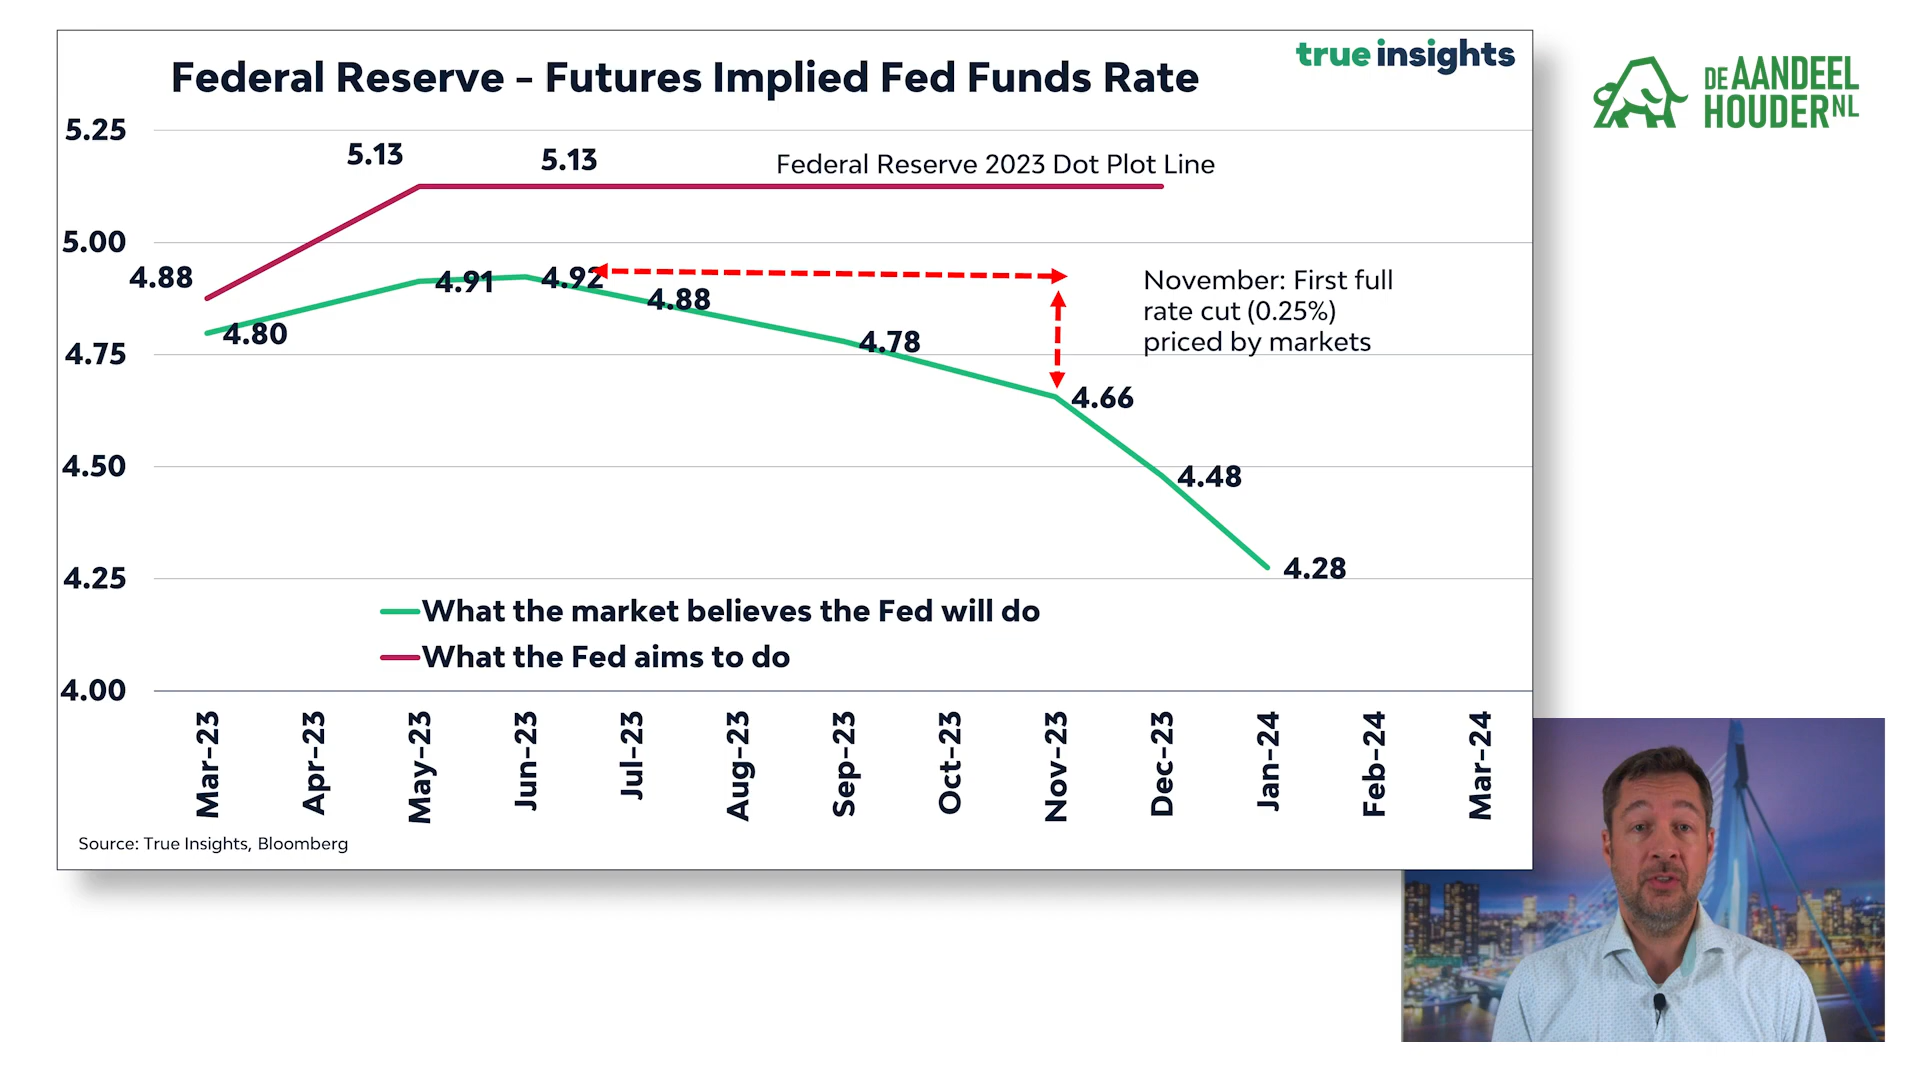 Federal Reserve – Futures Implied Fed Funds Rate
true insights
DE AANDEEL
HOUDER NL
5.25
5.00
4.75
4.50
4.25
4.00
5.13
5.13
Federal Reserve 2023 Dot Plot Line
4.88
4.80
4.91
4.92
4.88
4.78
4.66
4.48
4.28
November: First full
rate cut (0.25%)
priced by markets
What the market believes the Fed will do
What the Fed aims to do
Mar-23
Apr-23
May-23
Jun-23
Jul-23
Aug-23
Sep-23
Oct-23
Nov-23
Dec-23
Jan-24
Feb-24
Mar-24
Source: True Insights, Bloomberg